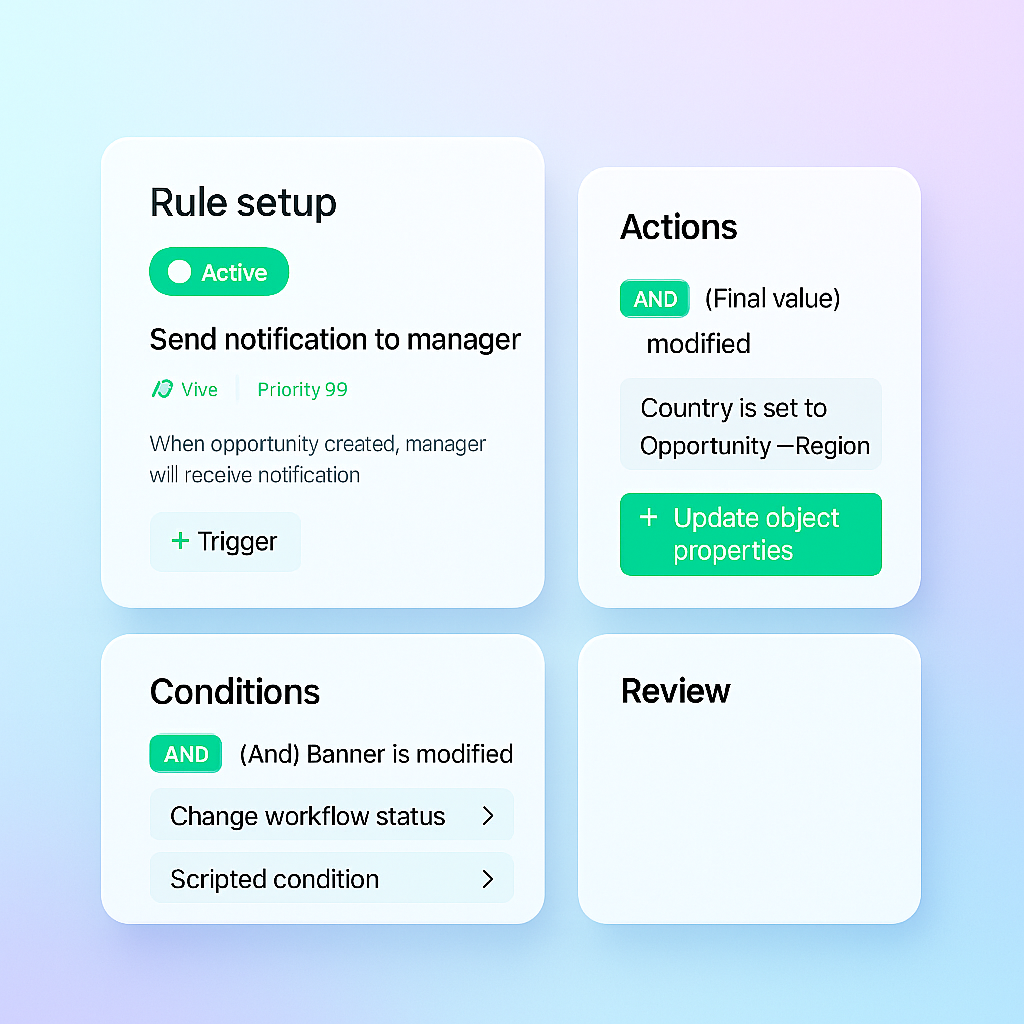 Rule setup
Active
Send notification to manager
Vive
Priority 99
When opportunity created, manager
will receive notification
+ Trigger
Actions
AND (Final value)
modified
Country is set to
Opportunity —Region
+ Update object
properties
Conditions
AND (And) Banner is modified
Change workflow status >
Scripted condition >
Review